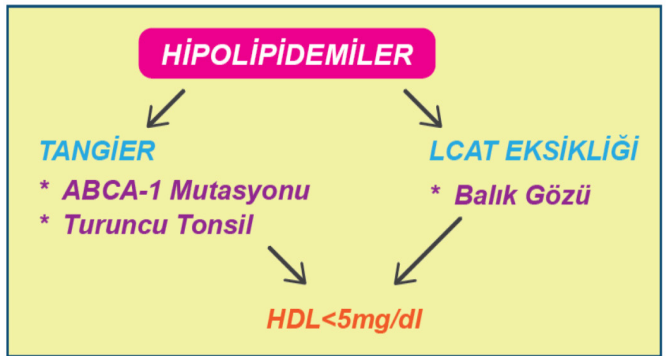 HİPOLİPİDEMİLER
TANGİER
* ABCA-1 Mutasyonu
* Turuncu Tonsil
LCAT EKSİKLİĞİ
* Balık Gözü
HDL<5mg/dl